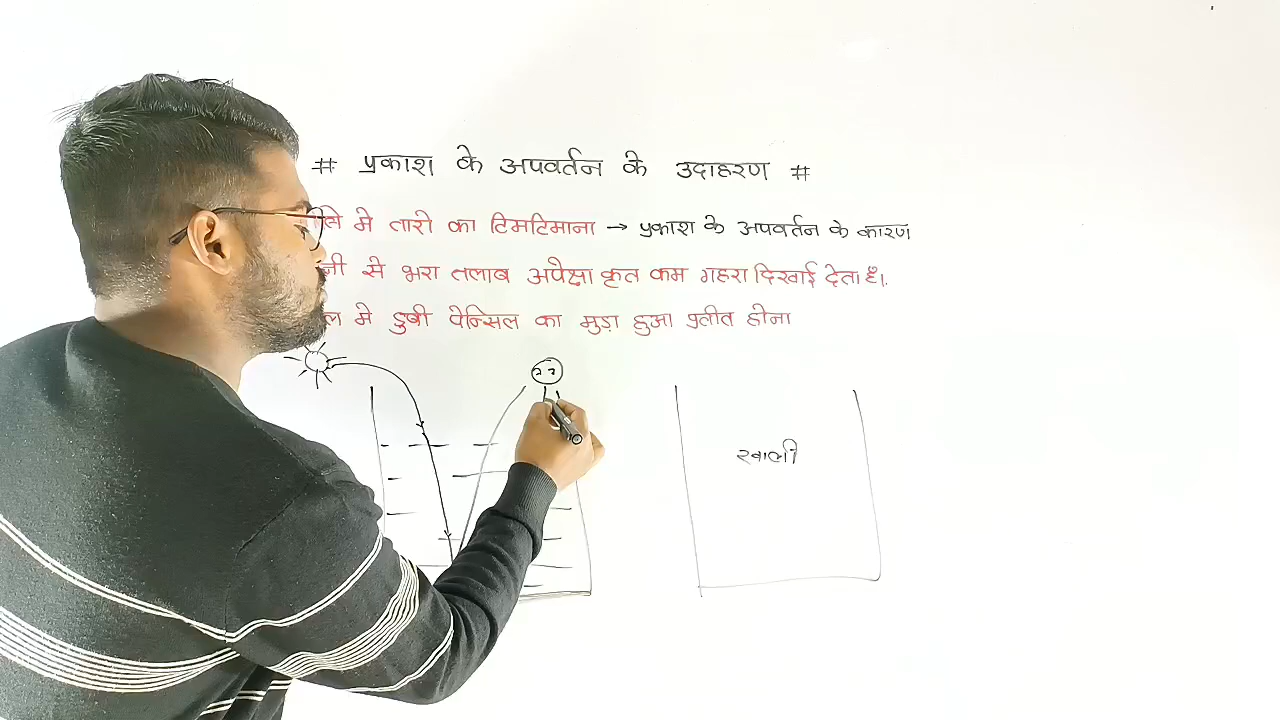 # प्रकाश के अपवर्तन के उदाहरण #
मे तारो का टिमटिमाना → प्रकाश के अपवर्तन के कारण
से भरा तलाब अपेक्षा कृत कम गहरा दिखाई देता है।
मे डुबी पेन्सिल का मुड़ा हुआ प्रतीत होना
खाली